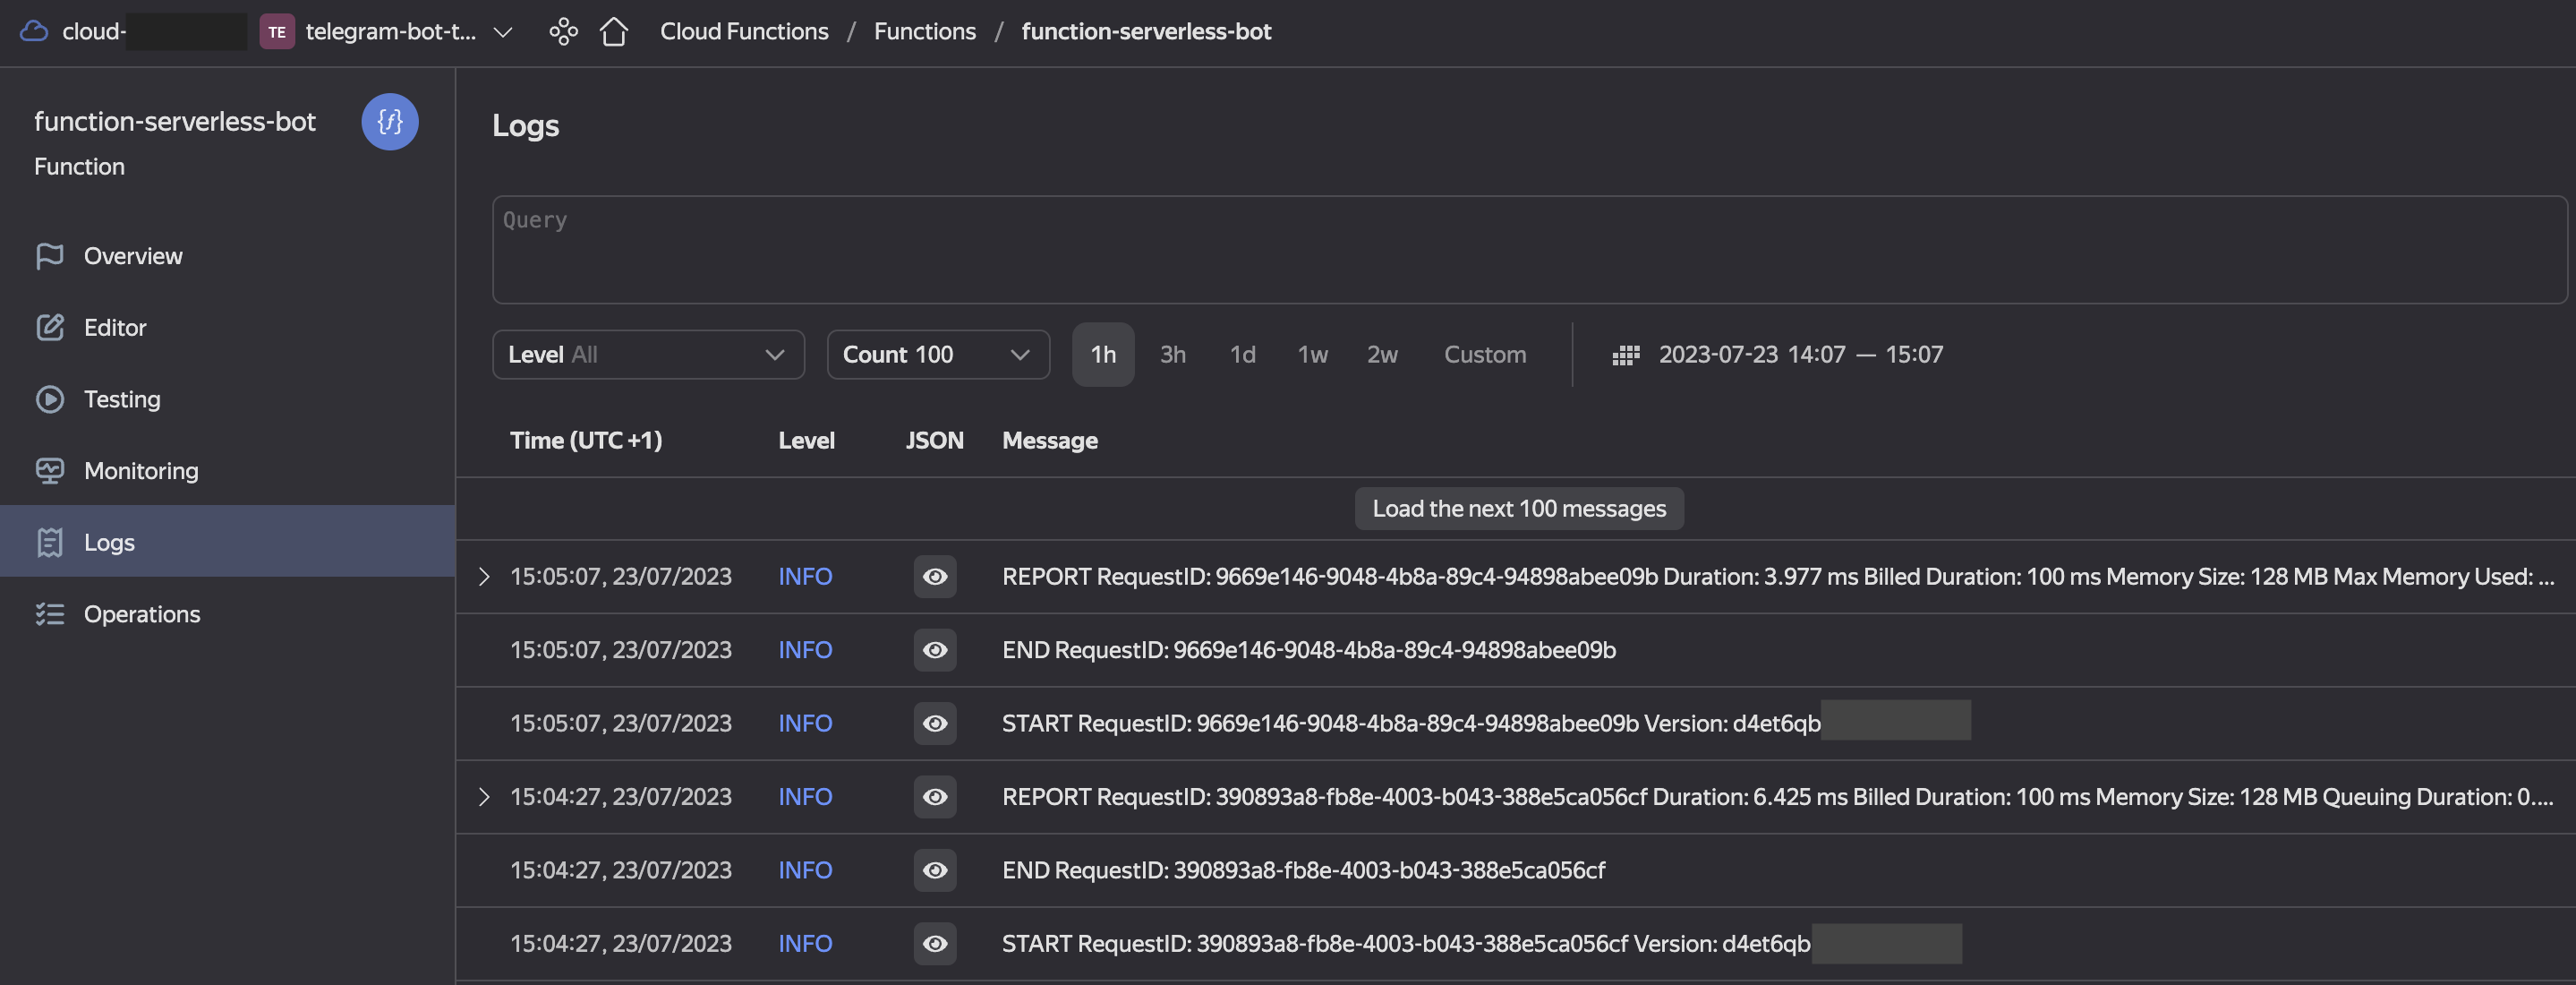 cloud- TE telegram-bot-t... Cloud Functions / Functions / function-serverless-bot
function-serverless-bot
{ƒ}
Function
Overview
Editor
Testing
Monitoring
Logs
Operations
Logs
Query
Level All Count 100 1h 3h 1d 1w 2w Custom 2023-07-23 14:07 — 15:07
Time (UTC +1) Level JSON Message
Load the next 100 messages
15:05:07, 23/07/2023 INFO REPORT RequestID: 9669e146-9048-4b8a-89c4-94898abee09b Duration: 3.977 ms Billed Duration: 100 ms Memory Size: 128 MB Max Memory Used: ...
15:05:07, 23/07/2023 INFO END RequestID: 9669e146-9048-4b8a-89c4-94898abee09b
15:05:07, 23/07/2023 INFO START RequestID: 9669e146-9048-4b8a-89c4-94898abee09b Version: d4et6qb
15:04:27, 23/07/2023 INFO REPORT RequestID: 390893a8-fb8e-4003-b043-388e5ca056cf Duration: 6.425 ms Billed Duration: 100 ms Memory Size: 128 MB Queuing Duration: 0....
15:04:27, 23/07/2023 INFO END RequestID: 390893a8-fb8e-4003-b043-388e5ca056cf
15:04:27, 23/07/2023 INFO START RequestID: 390893a8-fb8e-4003-b043-388e5ca056cf Version: d4et6qb